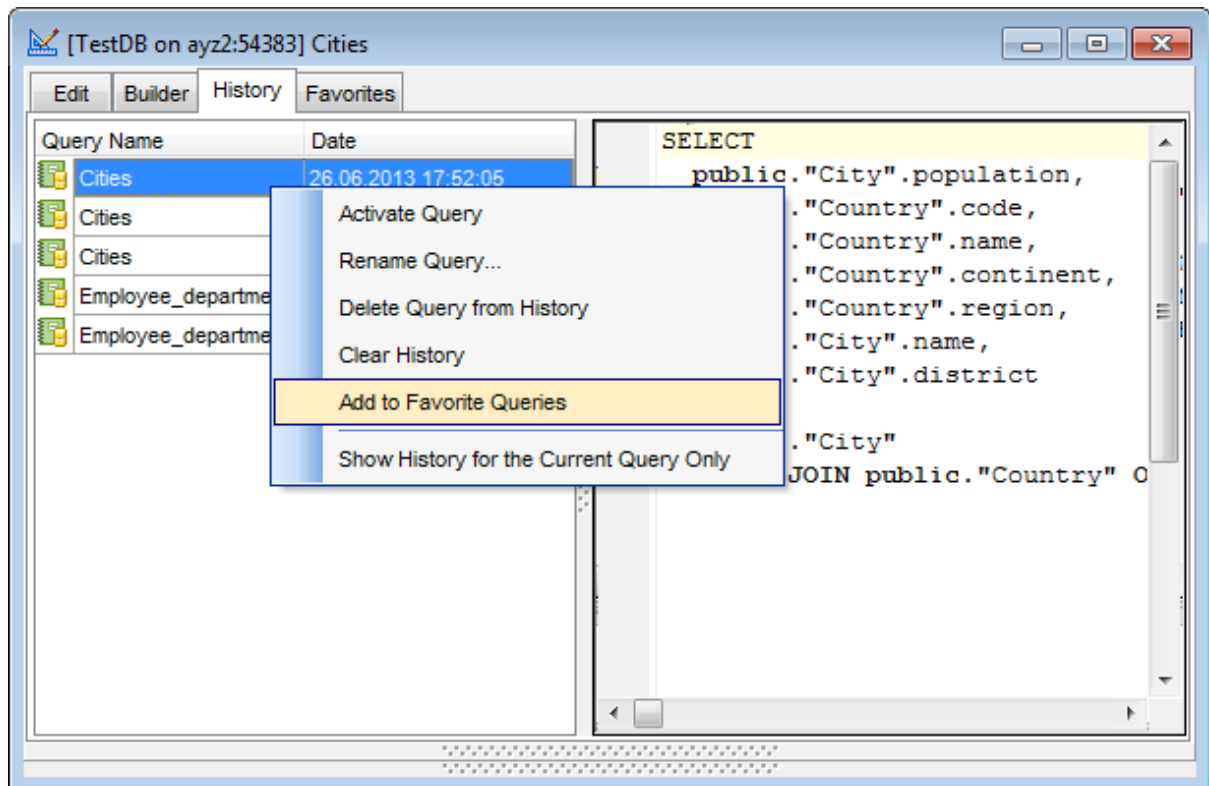 [TestDB on ayz2:54383] Cities
Edit Builder History Favorites
Query Name Date
Cities 26.06.2013 17:52:05
Cities
Cities
Employee_departme
Employee_departme
Activate Query
Rename Query...
Delete Query from History
Clear History
Add to Favorite Queries
Show History for the Current Query Only
SELECT
public."City".population,
."Country".code,
."Country".name,
."Country".continent,
."Country".region,
."City".name,
."City".district
."City"
JOIN public."Country" O